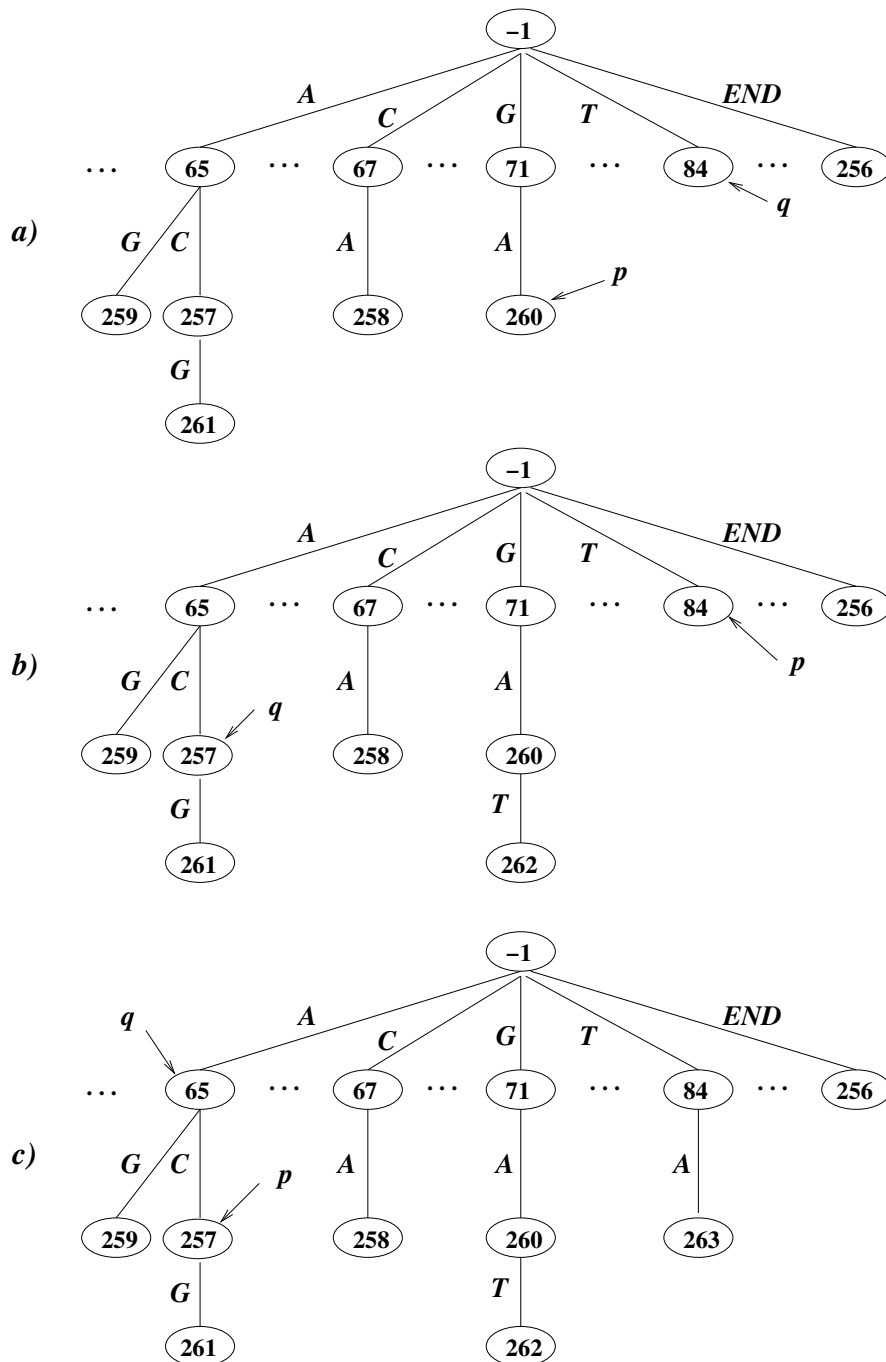 −1
A C G T END
... 65 ... 67 ... 71 ... 84 ... 256
q
a)
G C A A
p
259 257 258 260
G
261
−1
A C G T END
... 65 ... 67 ... 71 ... 84 ... 256
b)
p
G C A A
q
259 257 258 260
G T
261 262
−1
q A C G T END
... 65 ... 67 ... 71 ... 84 ... 256
c)
G C p A A A
259 257 258 260 263
G T
261 262